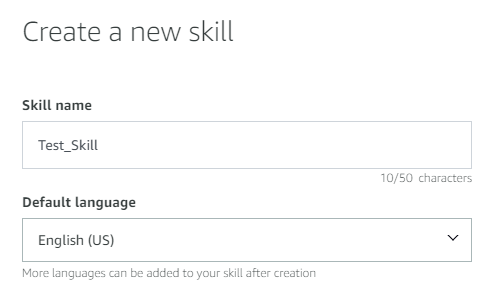 Create a new skill
Skill name
Test_Skill
10/50 characters
Default language
English (US)
More languages can be added to your skill after creation